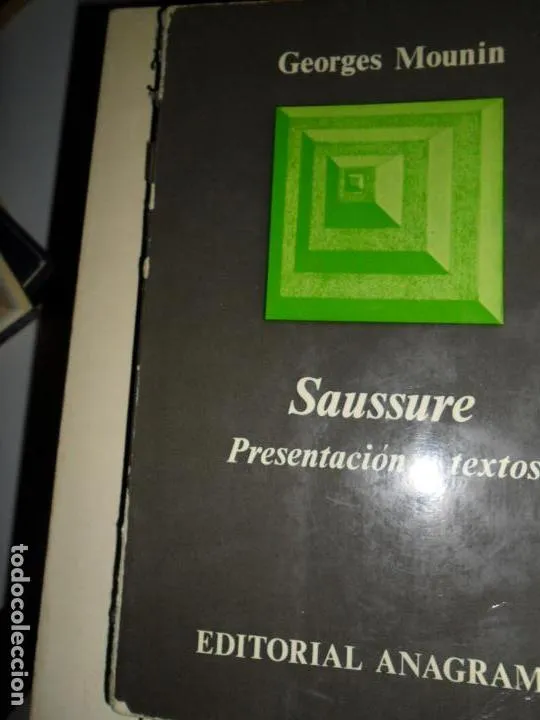 Georges Mounin
Saussure
Presentación textos
EDITORIAL ANAGRAM
todocoleccion